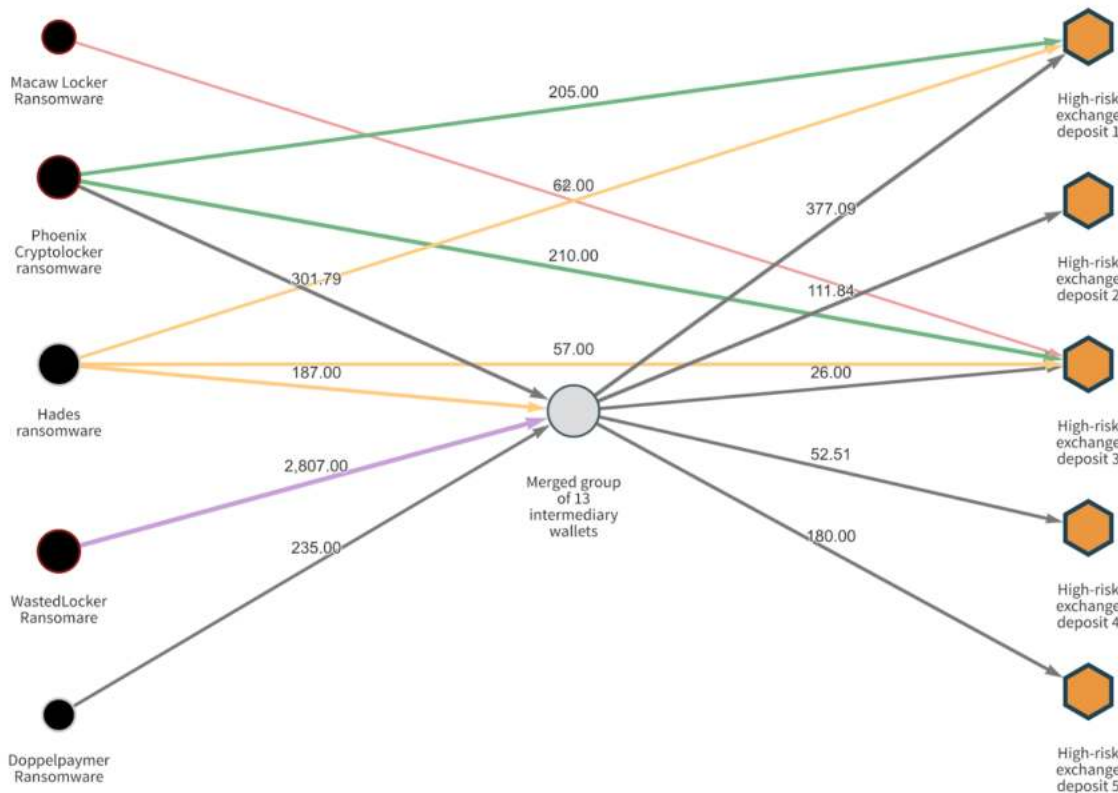 Macaw Locker
Ransomware
205.00
High-risk
exchange
deposit 1
Phoenix
Cryptolocker
ransomware
377.09
210.00
301.79
High-risk
exchange
deposit 2
111.84
57.00
187.00
26.00
Hades
ransomware
High-risk
exchange
deposit 3
2,807.00
52.51
Merged group
of 13
intermediary
wallets
235.00
180.00
WastedLocker
Ransomare
High-risk
exchange
deposit 4
Doppelpaymer
Ransomware
High-risk
exchange
deposit 5